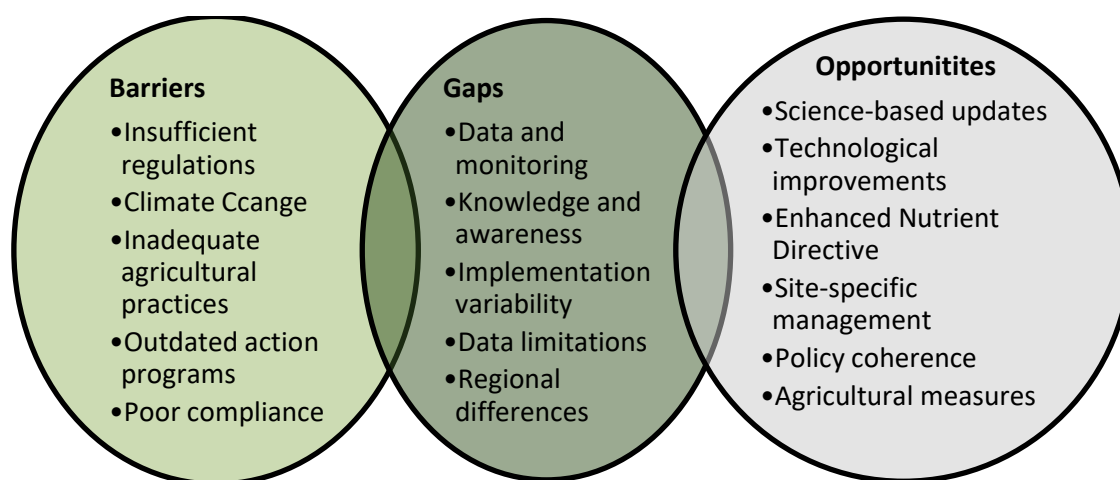 Barriers
•Insufficient
regulations
•Climate Ccange
•Inadequate
agricultural
practices
•Outdated action
programs
•Poor compliance
Gaps
•Data and
monitoring
•Knowledge and
awareness
•Implementation
variability
•Data limitations
•Regional
differences
Opportunitites
•Science-based updates
•Technological
improvements
•Enhanced Nutrient
Directive
•Site-specific
management
•Policy coherence
•Agricultural measures